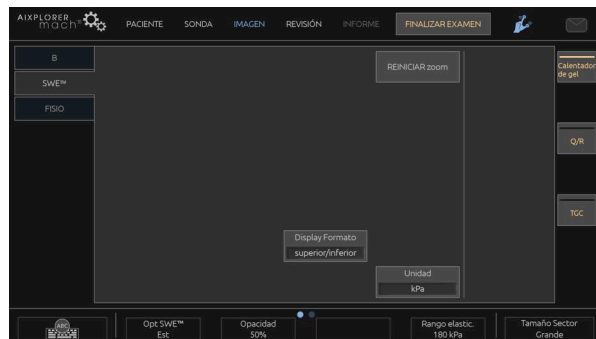 AIXPLORER
mach
PACIENTE SONDA IMAGEN REVISIÓN INFORME FINALIZAR EXAMEN
B
REINICIAR zoom
Calentador
de gel
SWE™
FISIO
Q/R
TGC
Display Formato
superior/inferior
Unidad
kPa
ABC
Opt SWE™
Est
Opacidad
50%
Rango elastic.
180 kPa
Tamaño Sector
Grande